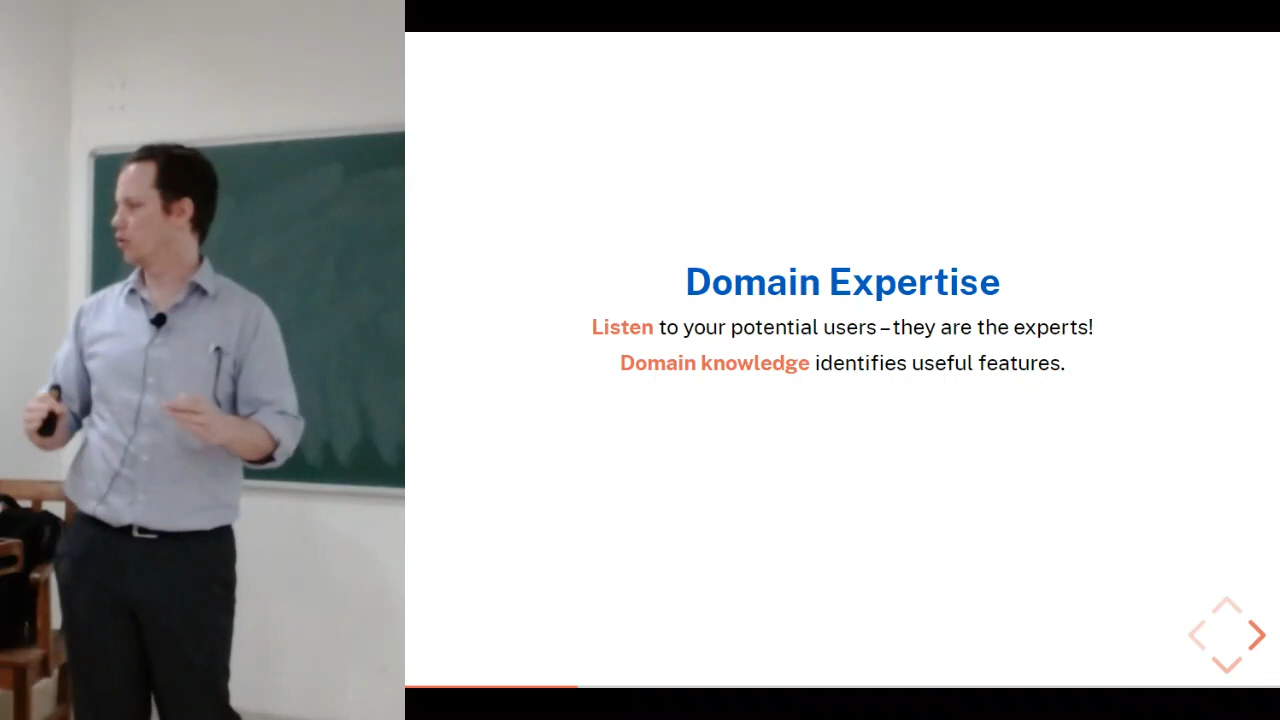 Domain Expertise
Listen to your potential users – they are the experts!
Domain knowledge identifies useful features.